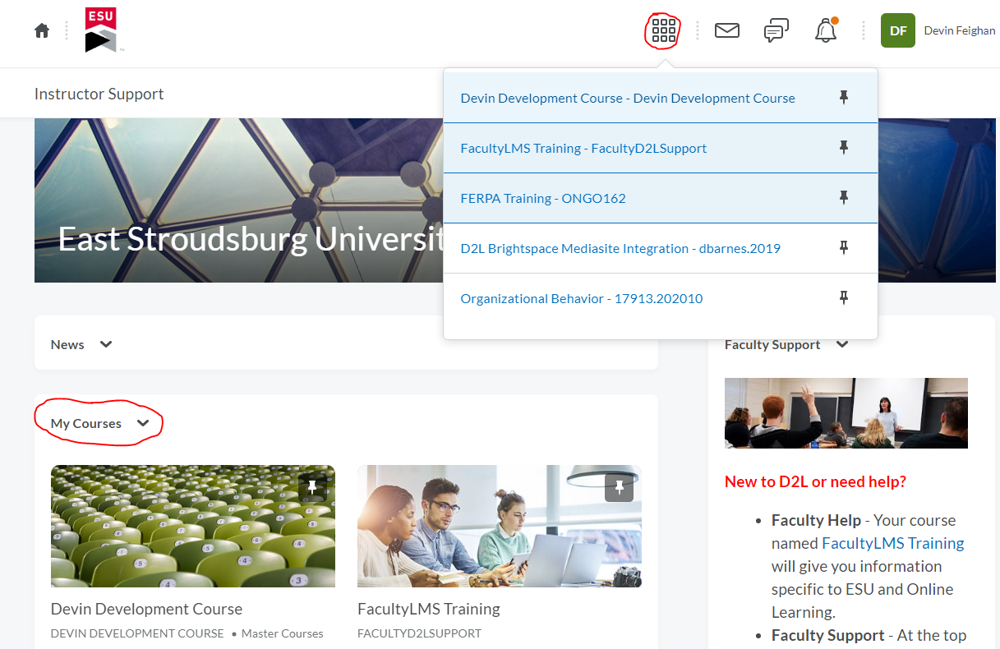 ESU
DF
Devin Feighan
Instructor Support
Devin Development Course - Devin Development Course
FacultyLMS Training - FacultyD2LSupport
FERPA Training - ONGO162
D2L Brightspace Mediasite Integration - dbarnes.2019
Organizational Behavior - 17913.202010
East Stroudsburg Universit
News
My Courses
Devin Development Course
DEVIN DEVELOPMENT COURSE • Master Courses
FacultyLMS Training
FACULTYD2LSUPPORT
Faculty Support
New to D2L or need help?
• Faculty Help - Your course
named FacultyLMS Training
will give you information
specific to ESU and Online
Learning.
• Faculty Support - At the top